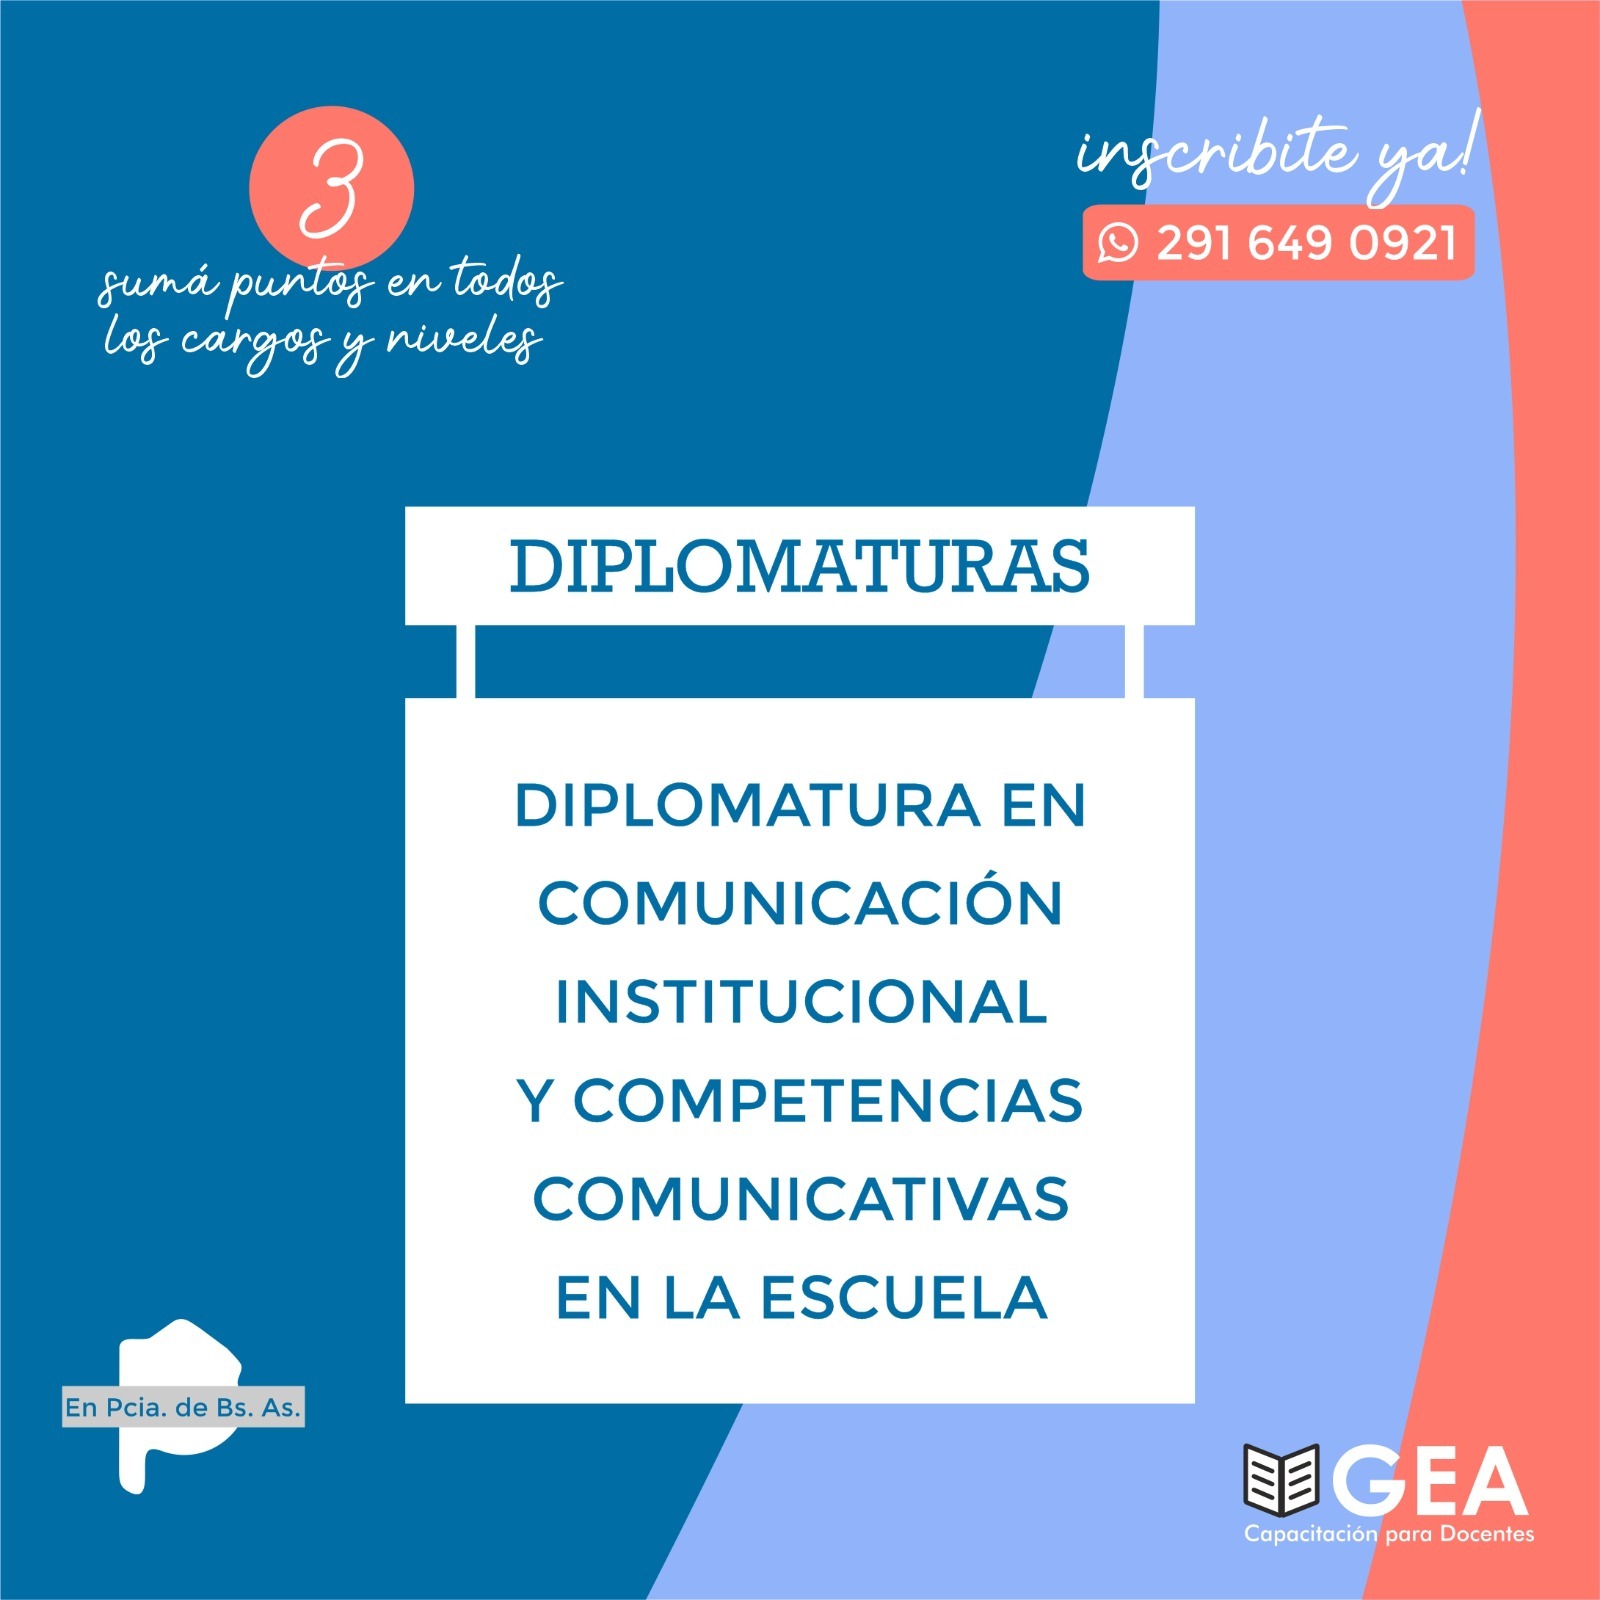 3
sumá puntos en todos
los cargos y niveles
inscribite ya!
291 649 0921
DIPLOMATURAS
DIPLOMATURA EN
COMUNICACIÓN
INSTITUCIONAL
Y COMPETENCIAS
COMUNICATIVAS
EN LA ESCUELA
En Pcia. de Bs. As.
GEA
Capacitación para Docentes